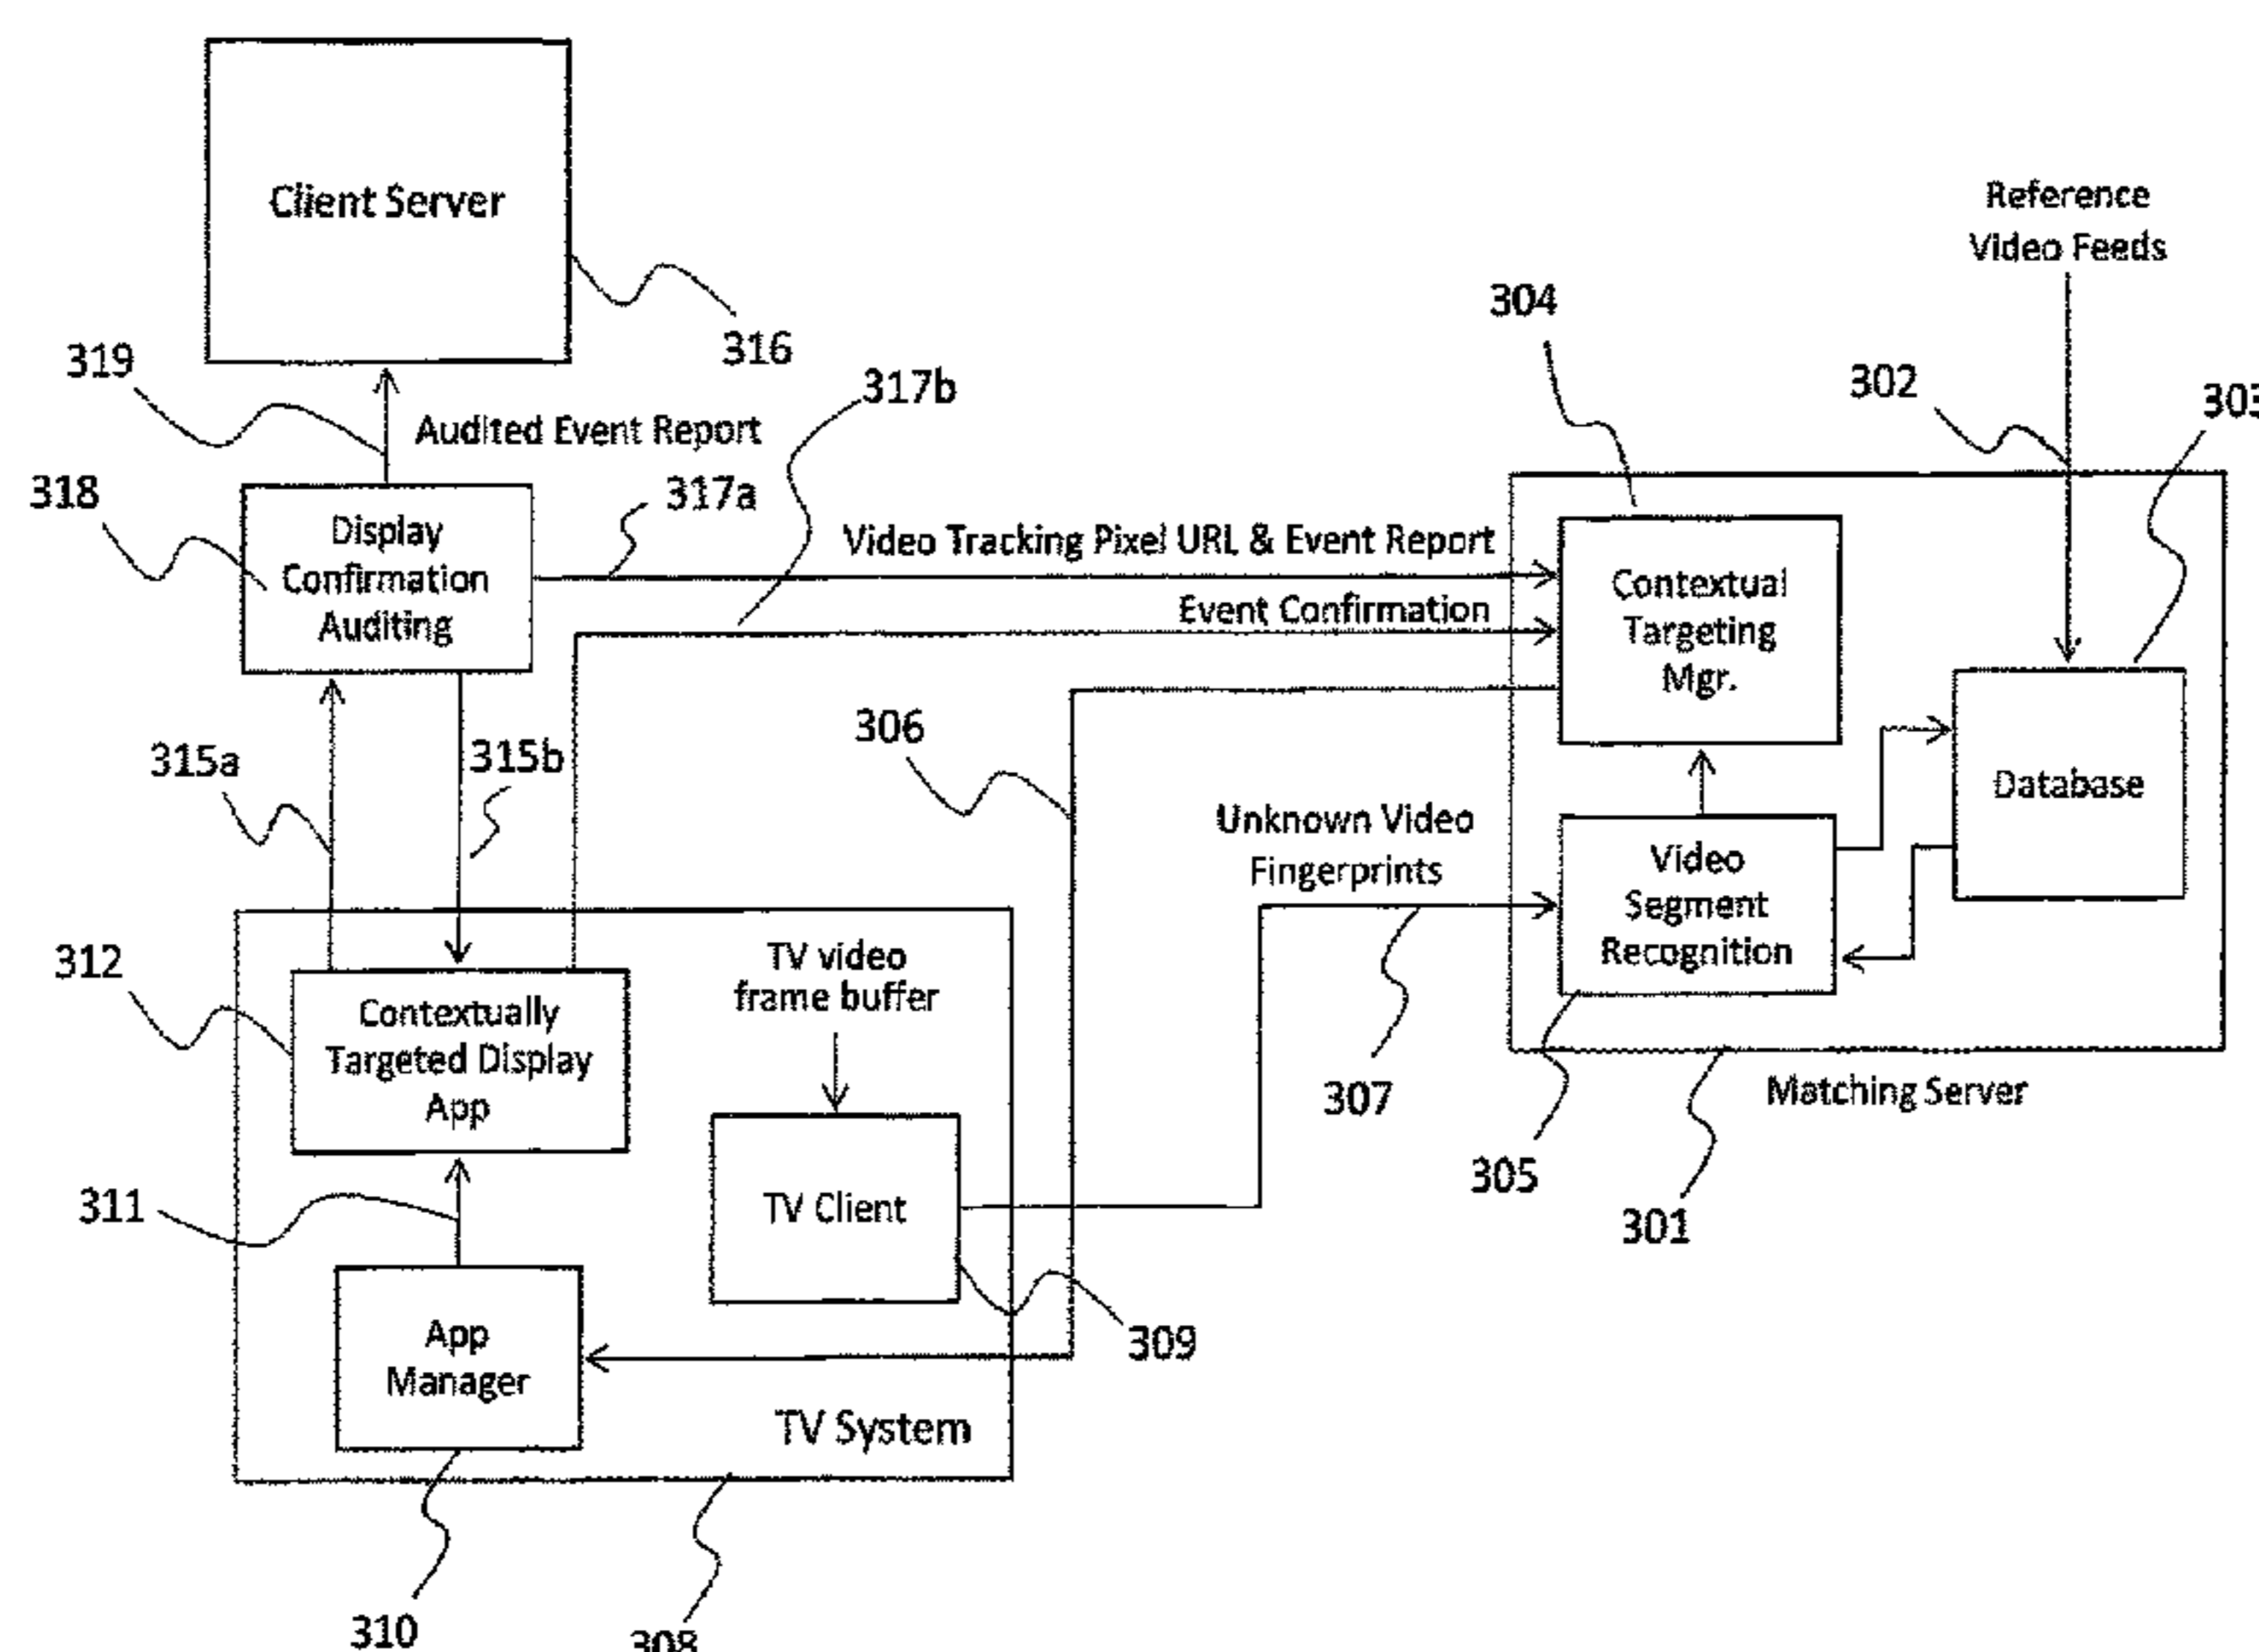 Client Server
316
319
Audited Event Report
317b
318
Display
Confirmation
Auditing
317a
Video Tracking Pixel URL & Event Report
Event Confirmation
315a
315b
306
Reference
Video Feeds
304
302
303
Contextual
Targeting
Mgr.
Database
Unknown Video
Fingerprints
Video
Segment
Recognition
307
305
301
Matching Server
312
Contextually
Targeted Display
App
TV video
frame buffer
TV Client
311
309
App
Manager
TV System
310
308